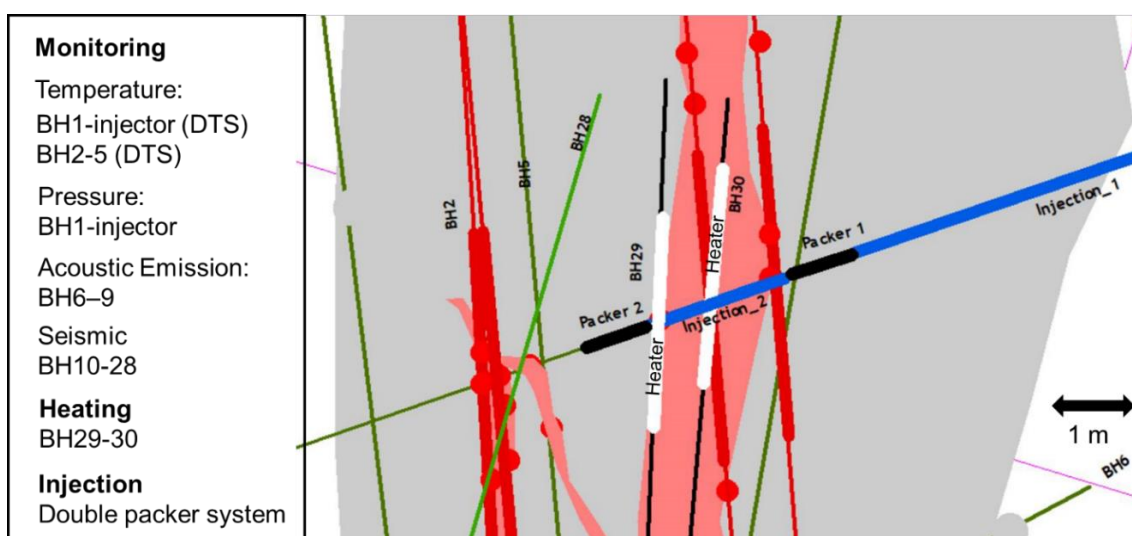 Monitoring
Temperature:
BH1-injector (DTS)
BH2-5 (DTS)
Pressure:
BH1-injector
Acoustic Emission:
BH6–9
Seismic
BH10-28
Heating
BH29-30
Injection
Double packer system
BH2
BH5
BH28
BH29
BH30
Heater
Heater
Packer 2
Injection_2
Packer 1
Injection_1
1 m
BH6